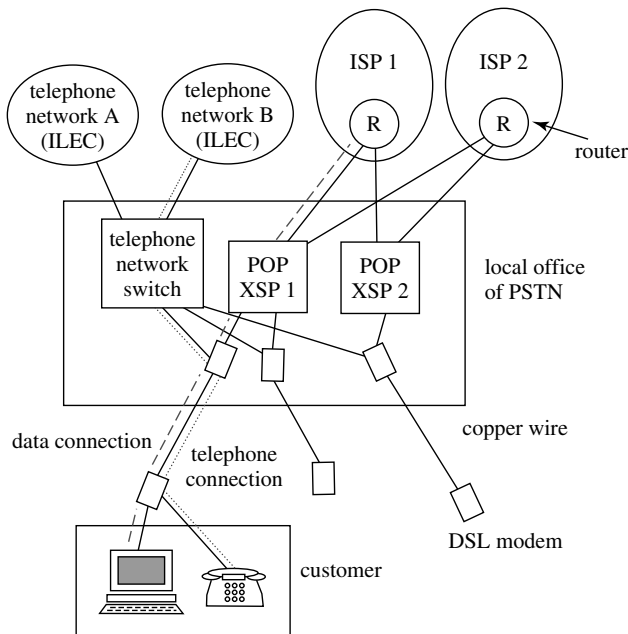 ISP 1
ISP 2
telephone
network A
(ILEC)
telephone
network B
(ILEC)
R
R
router
telephone
network
switch
POP
XSP 1
POP
XSP 2
local office
of PSTN
data connection
telephone
connection
copper wire
DSL modem
customer